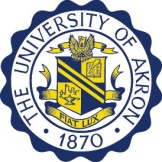 THE UNIVERSITY OF AKRON
FIAT LUX
1870